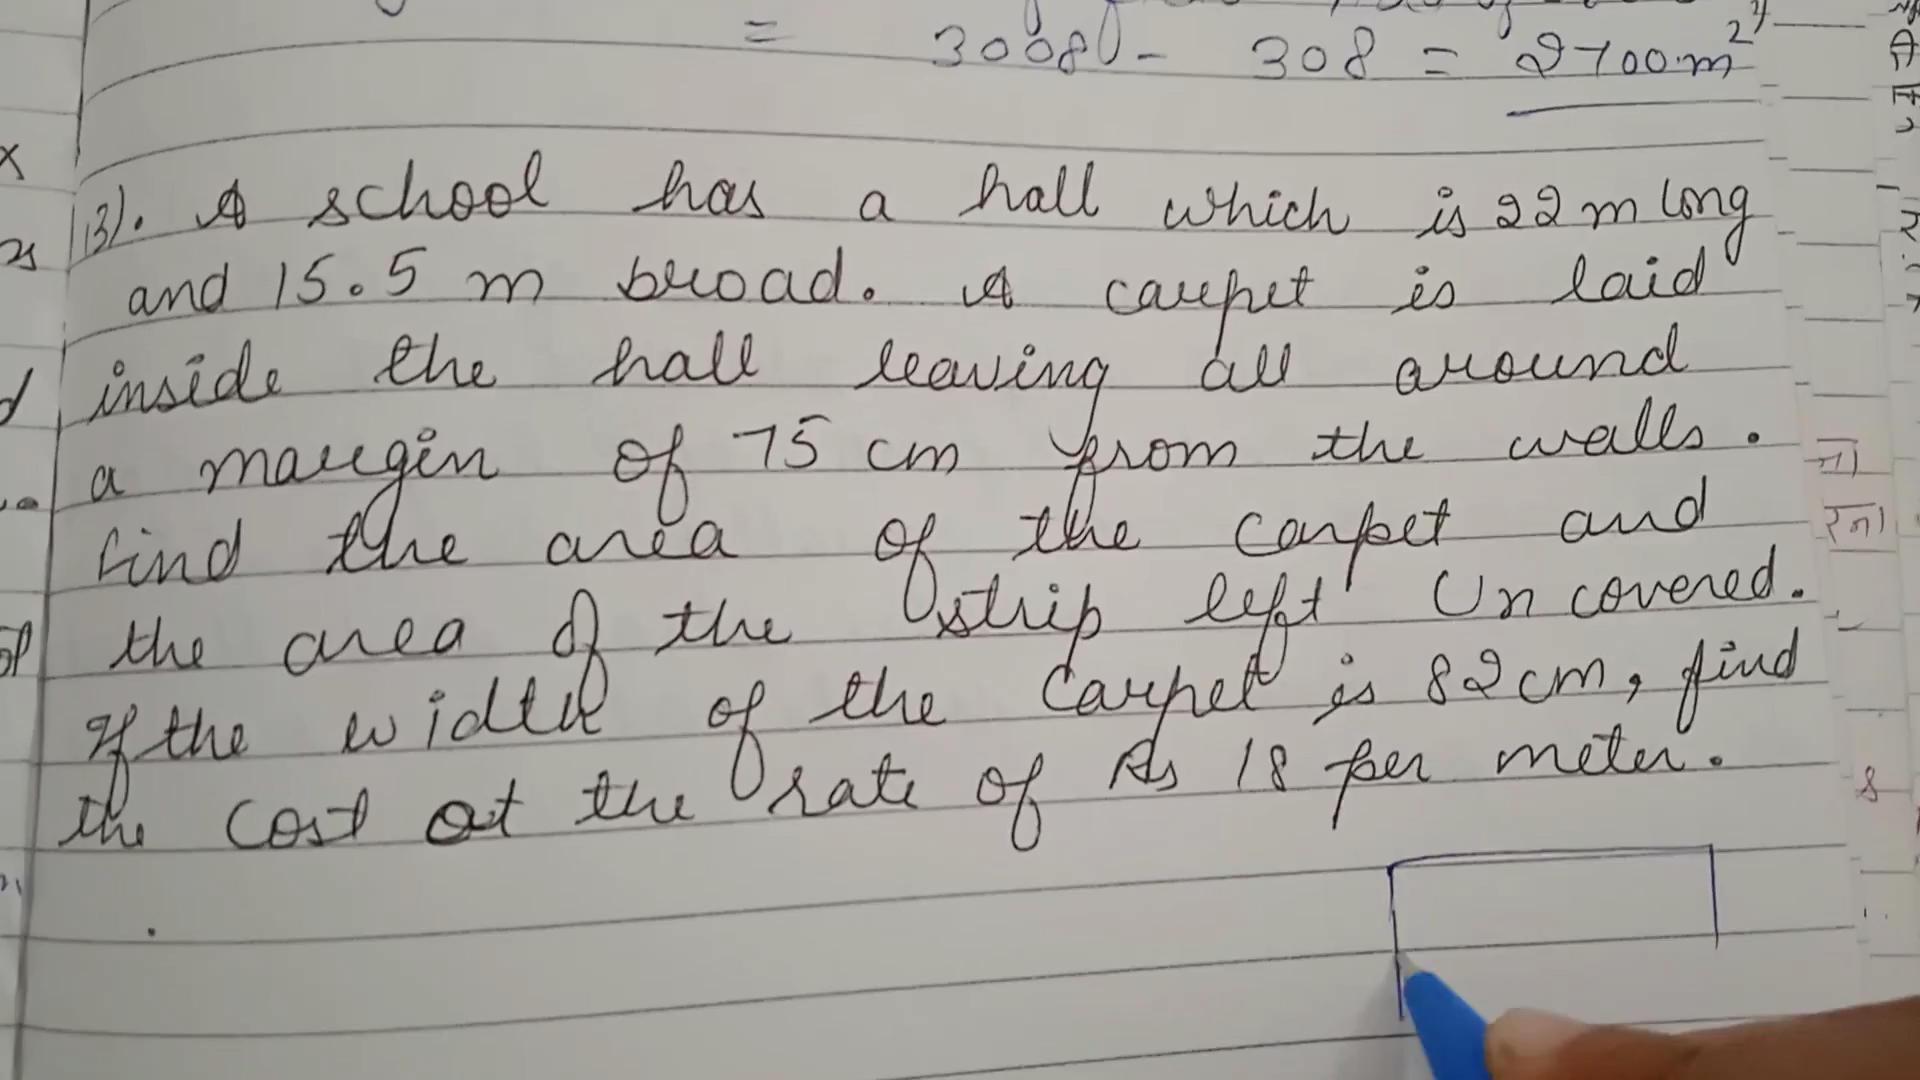 = 3008 - 308 = 2700 m²
13). A school has a hall which is 22 m long
and 15.5 m broad. A carpet is laid
inside the hall leaving all around
a margin of 75 cm from the walls.
find the area of the carpet and
the area of the strip left Uncovered.
If the width of the Carpet is 82 cm, find
the cost at the rate of Rs 18 per meter.